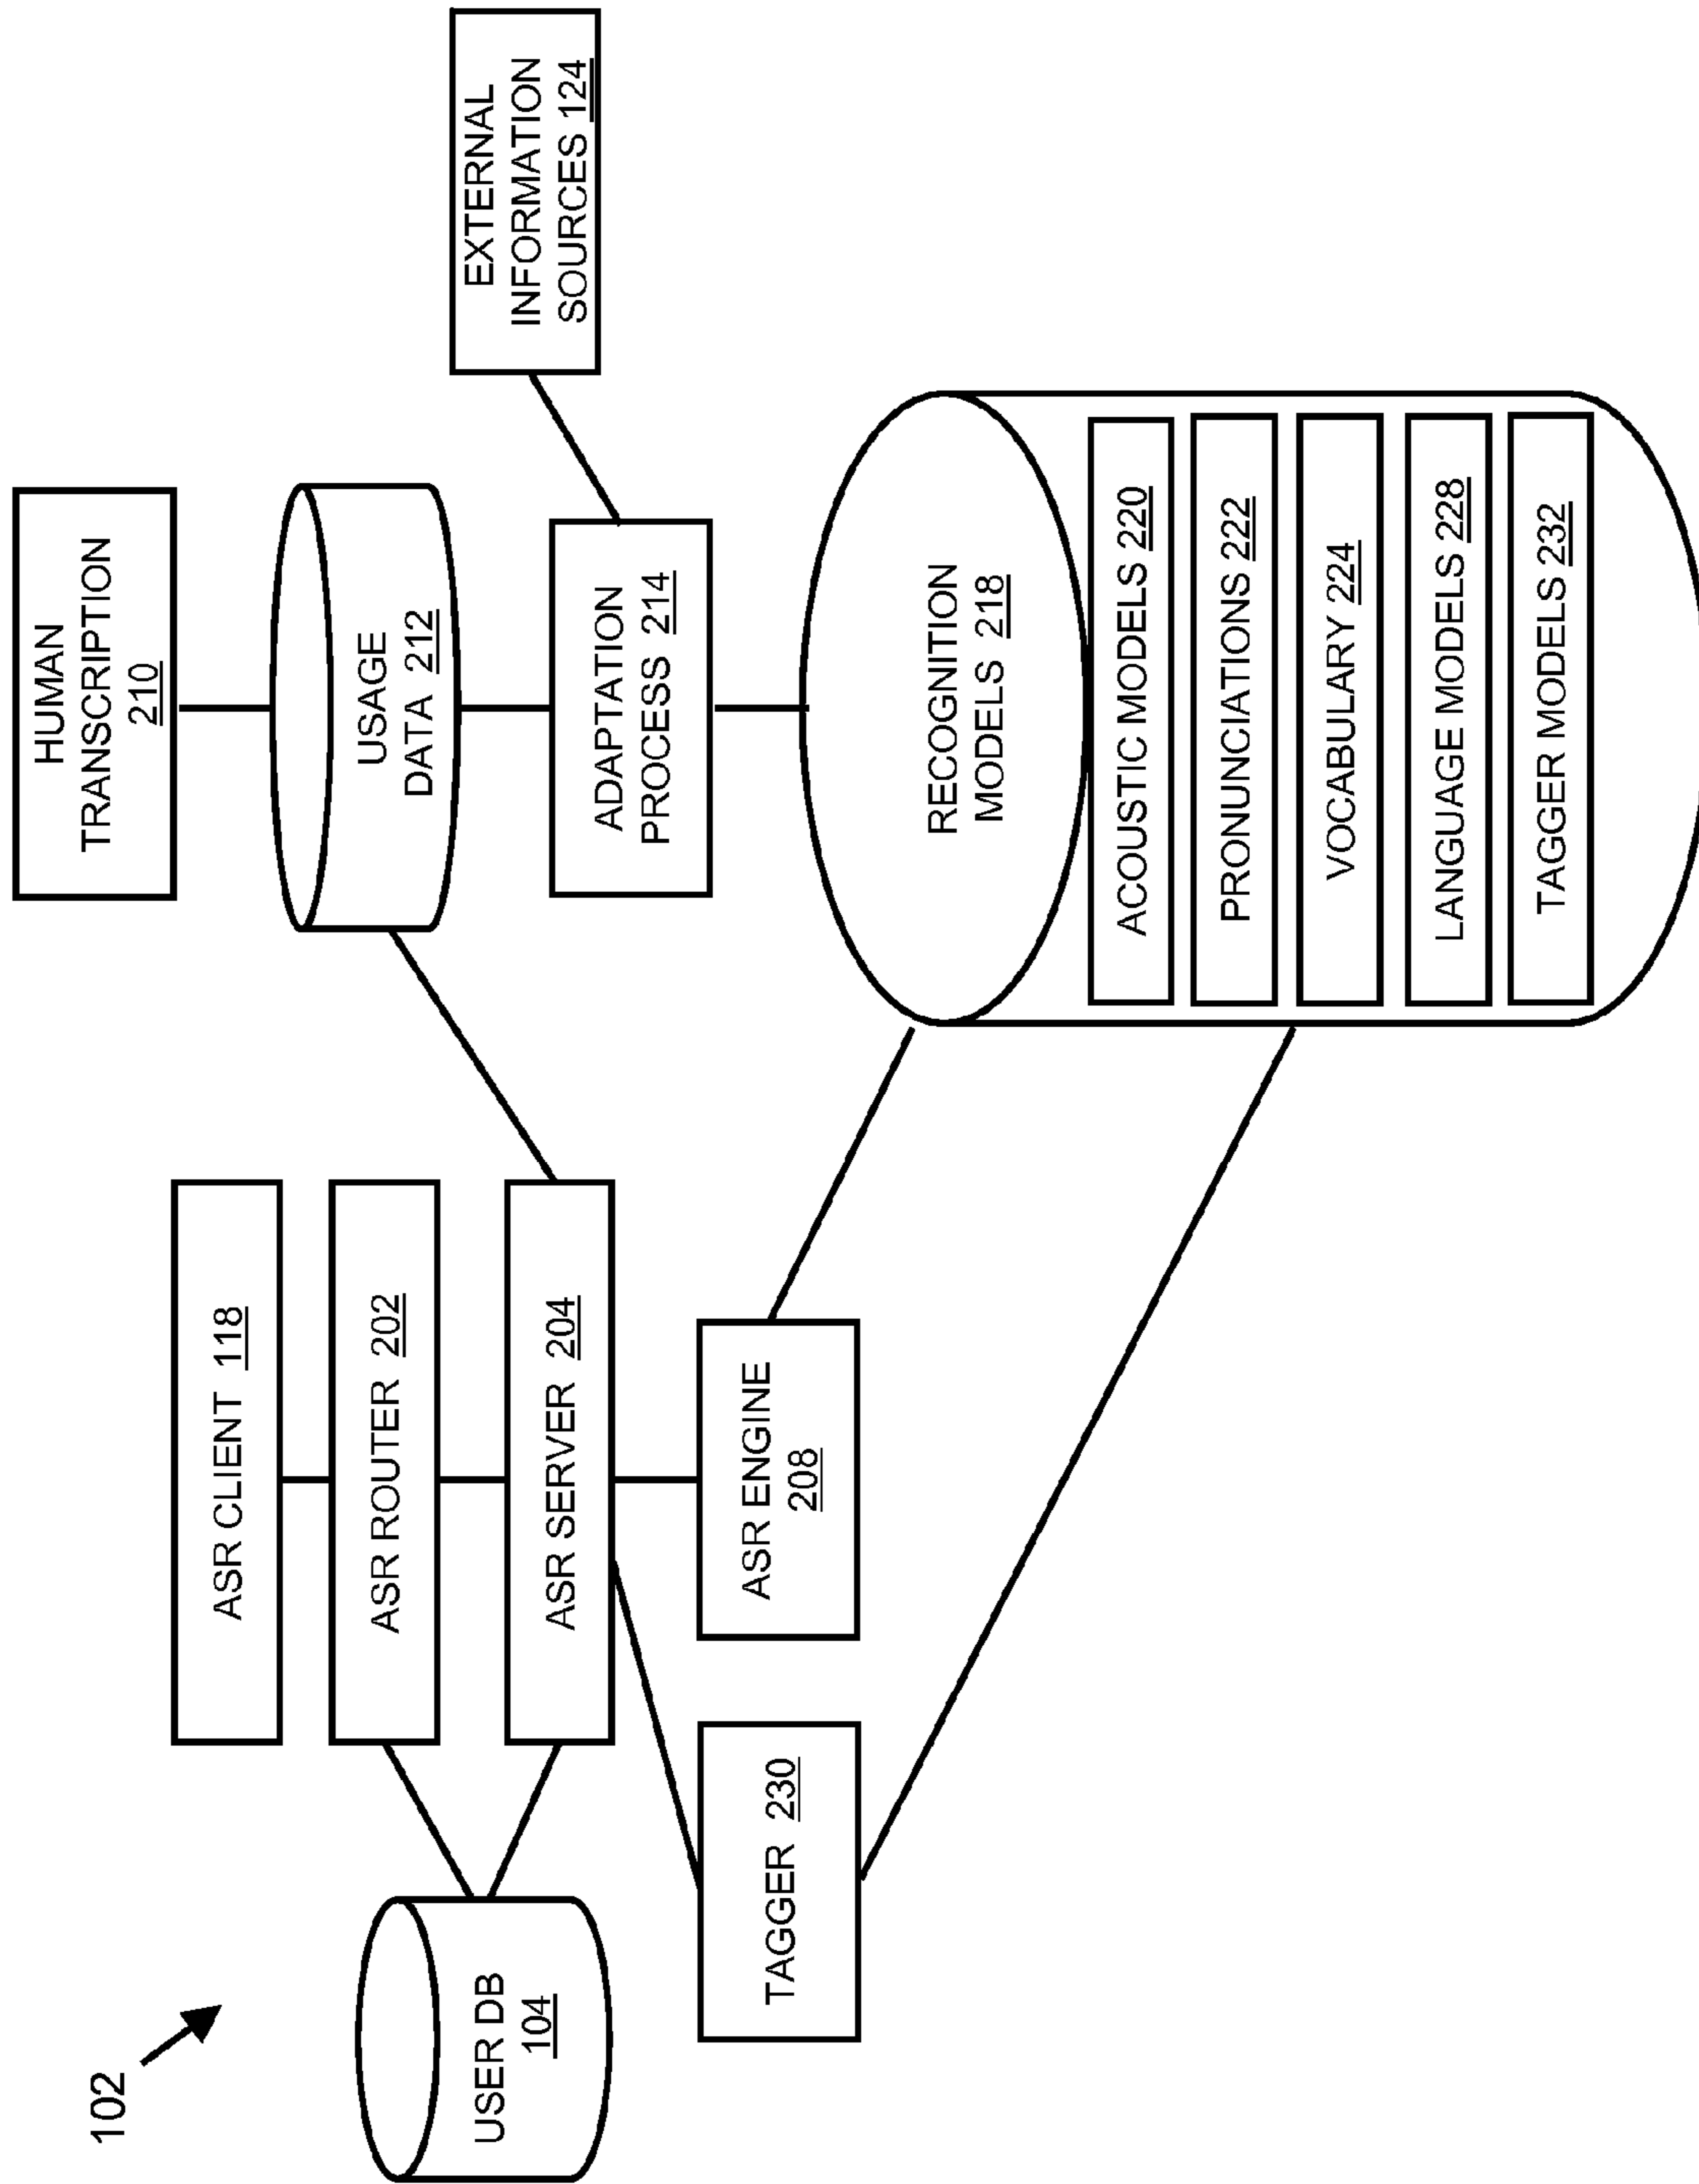 102
USER DB
104
ASR CLIENT 118
ASR ROUTER 202
ASR SERVER 204
TAGGER 230
ASR ENGINE
208
HUMAN
TRANSCRIPTION
210
USAGE
DATA 212
ADAPTATION
PROCESS 214
EXTERNAL
INFORMATION
SOURCES 124
RECOGNITION
MODELS 218
ACOUSTIC MODELS 220
PRONUNCIATIONS 222
VOCABULARY 224
LANGUAGE MODELS 228
TAGGER MODELS 232